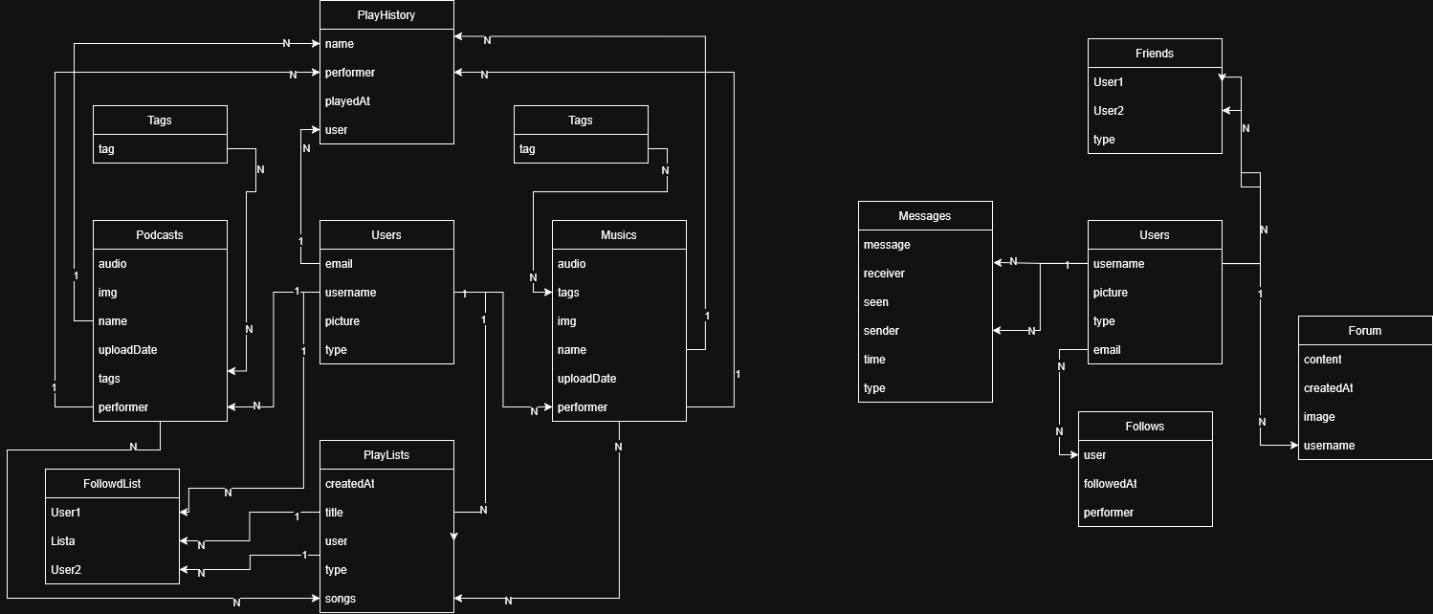 PlayHistory
name
performer
playedAt
user
N
N
N
N
N
Tags
tag
N
N
Tags
tag
N
N
Podcasts
audio
img
name
uploadDate
tags
performer
1
1
N
Users
email
username
picture
type
1
1
1
N
1
1
N
Musics
audio
tags
img
name
uploadDate
performer
1
1
N
N
FollowdList
User1
Lista
User2
N
1
N
1
N
N
PlayLists
createdAt
title
user
type
songs
N
N
Friends
User1
User2
type
N
N
Messages
message
receiver
seen
sender
time
type
N
1
N
Users
username
picture
type
email
1
N
N
N
Follows
user
followedAt
performer
Forum
content
createdAt
image
username